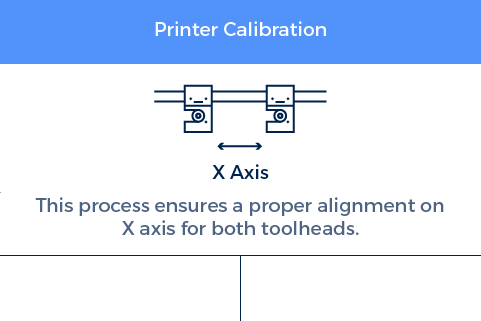 Printer Calibration
X Axis
This process ensures a proper alignment on
X axis for both toolheads.